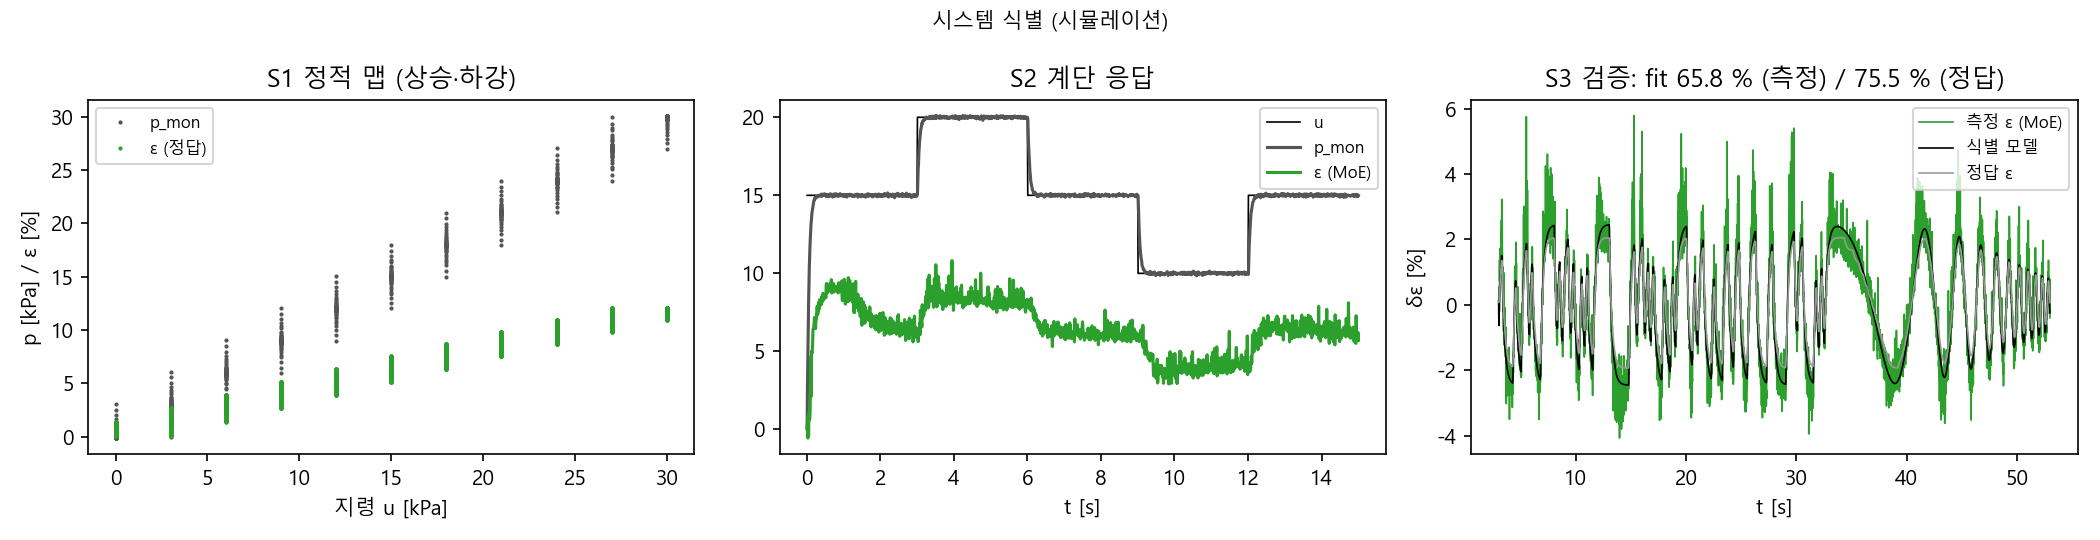 시스템 식별 (시뮬레이션)
S1 정적 맵 (상승·하강)
p [kPa] / ε [%]
30
25
20
15
10
5
0
p_mon
ε (정답)
0 5 10 15 20 25 30
지령 u [kPa]
S2 계단 응답
20
15
10
5
0
u
p_mon
ε (MoE)
0 2 4 6 8 10 12 14
t [s]
S3 검증: fit 65.8 % (측정) / 75.5 % (정답)
δε [%]
6
4
2
0
-2
-4
측정 ε (MoE)
식별 모델
정답 ε
10 20 30 40 50
t [s]